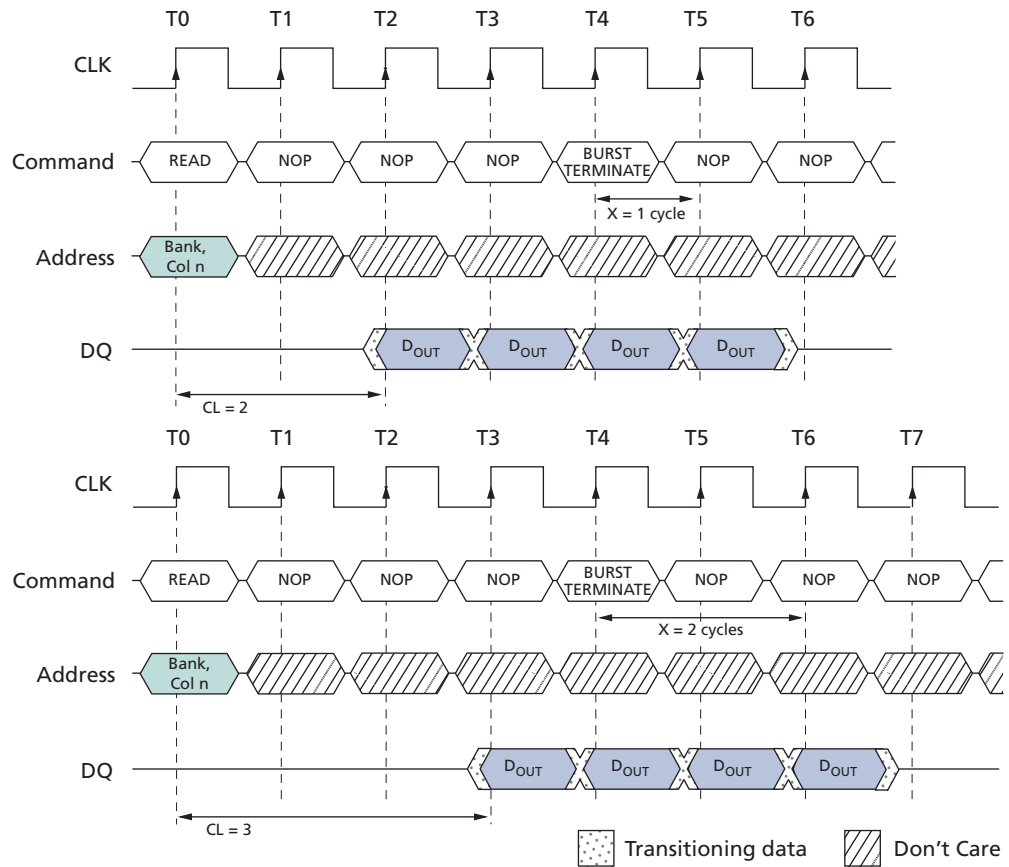 T0 T1 T2 T3 T4 T5 T6
CLK
Command READ NOP NOP NOP BURST TERMINATE NOP NOP
X = 1 cycle
Address Bank, Col n
DQ DOUT DOUT DOUT DOUT
CL = 2
T0 T1 T2 T3 T4 T5 T6 T7
CLK
Command READ NOP NOP NOP BURST TERMINATE NOP NOP NOP
X = 2 cycles
Address Bank, Col n
DQ DOUT DOUT DOUT DOUT
CL = 3
Transitioning data Don't Care